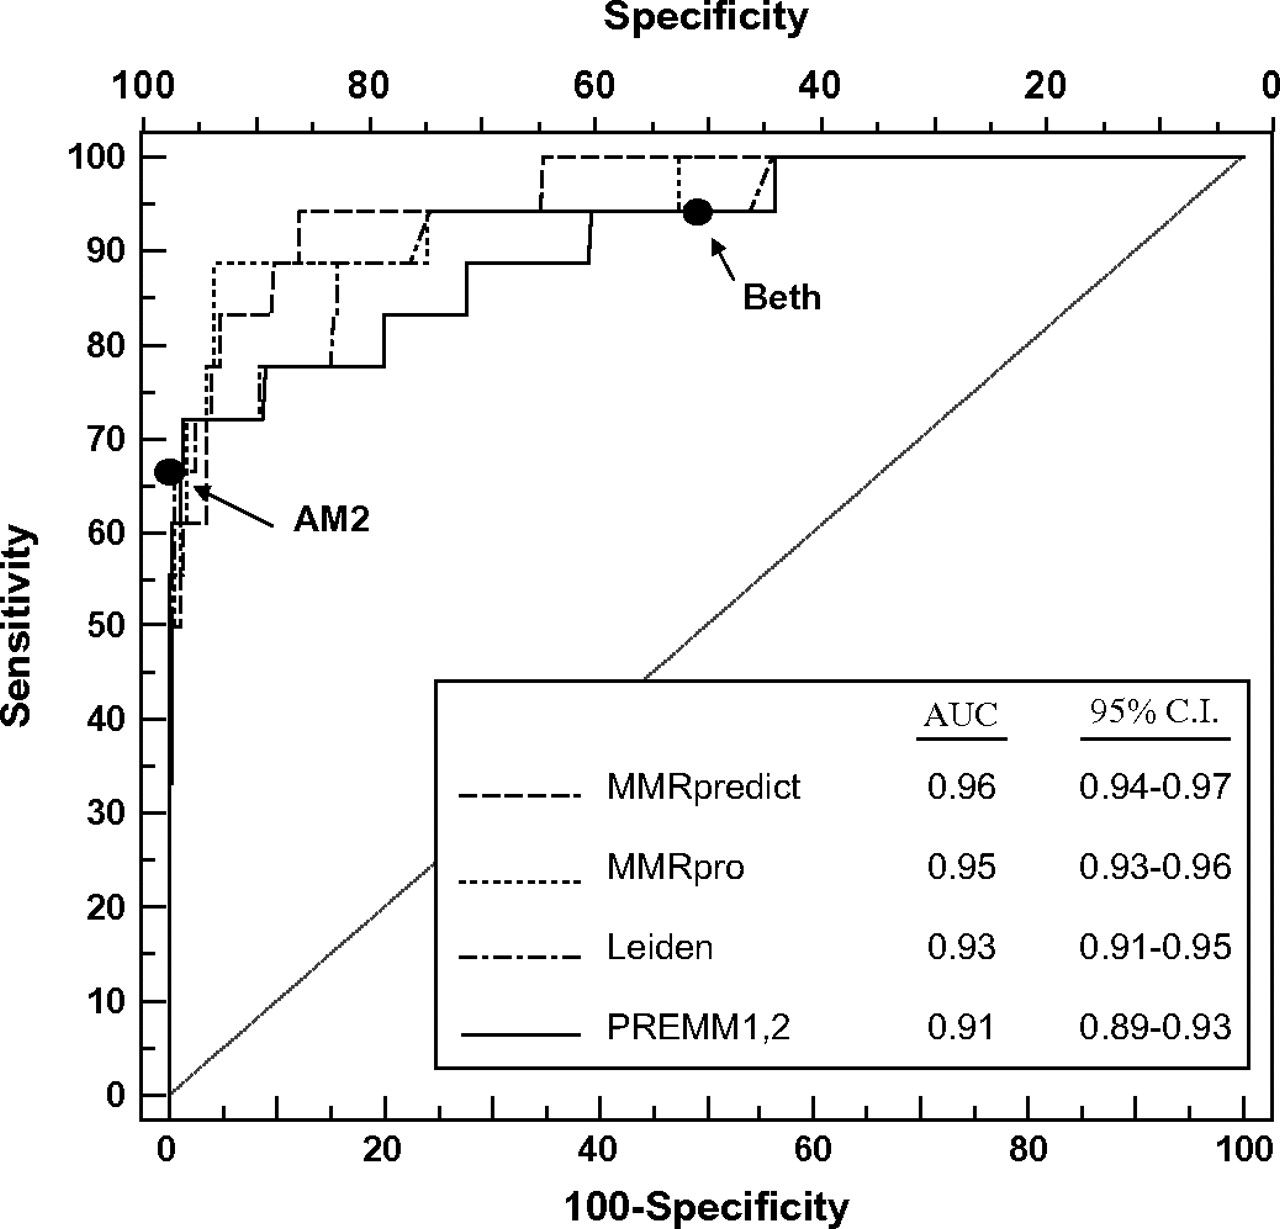 Specificity
100 80 60 40 20 0
100
90
80
70
60
50
40
30
20
10
0
Sensitivity
Beth
AM2
AUC 95% C.I.
MMRpredict 0.96 0.94-0.97
MMRpro 0.95 0.93-0.96
Leiden 0.93 0.91-0.95
PREMM1,2 0.91 0.89-0.93
0 20 40 60 80 100
100-Specificity